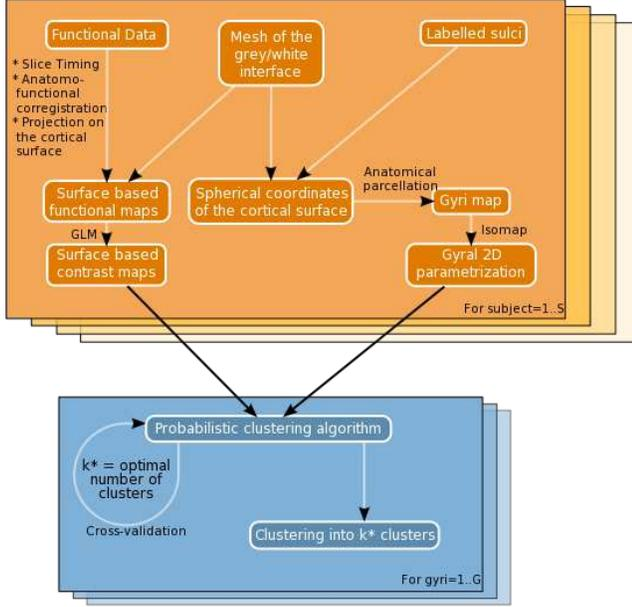 Functional Data
Mesh of the
grey/white
interface
Labelled sulci
* Slice Timing
* Anatomo-
functional
corregistration
* Projection on
the cortical
surface
Anatomical
parcellation
Surface based
functional maps
Spherical coordinates
of the cortical surface
Gyri map
GLM
Isomap
Surface based
contrast maps
Gyral 2D
parametrization
For subject=1..S
Probabilistic clustering algorithm
k* = optimal
number of
clusters
Cross-validation
Clustering into k* clusters
For gyri=1..G